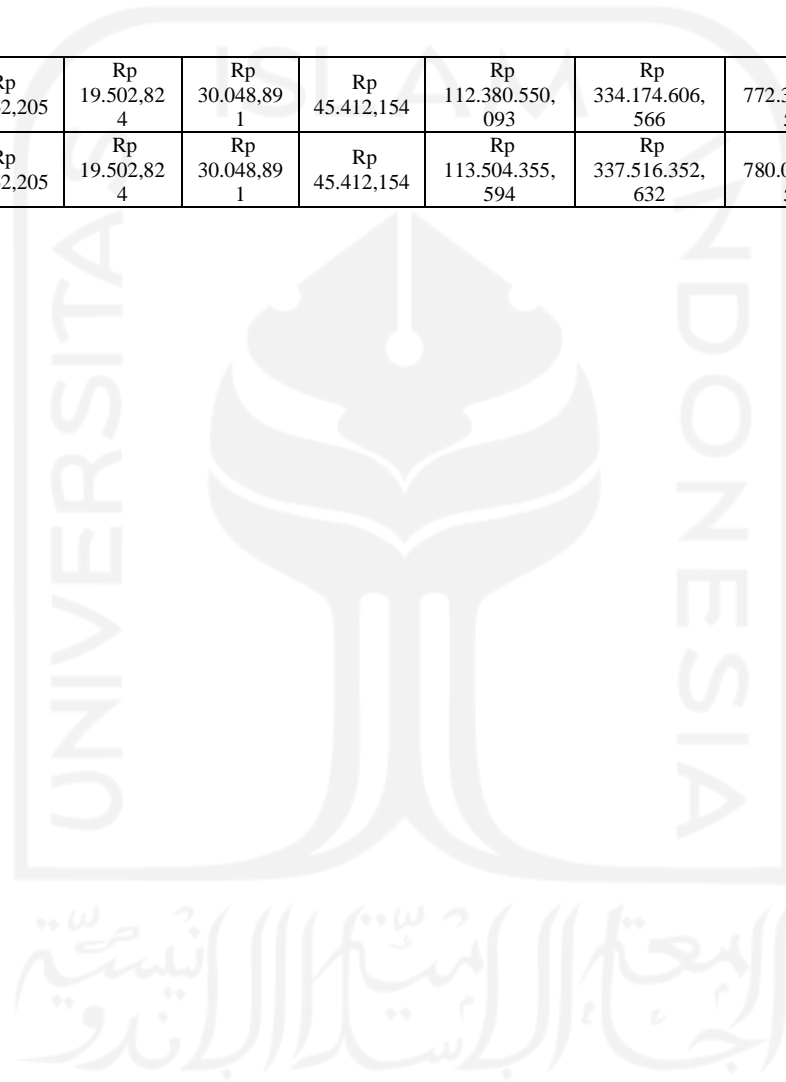 Rp
2,205
Rp
19.502,82
4
Rp
30.048,89
1
Rp
45.412,154
Rp
112.380.550,
093
Rp
334.174.606,
566
772.3
Rp
2,205
Rp
19.502,82
4
Rp
30.048,89
1
Rp
45.412,154
Rp
113.504.355,
594
Rp
337.516.352,
632
780.0
ISLAM
UNIVERSITAS
INDONESIA